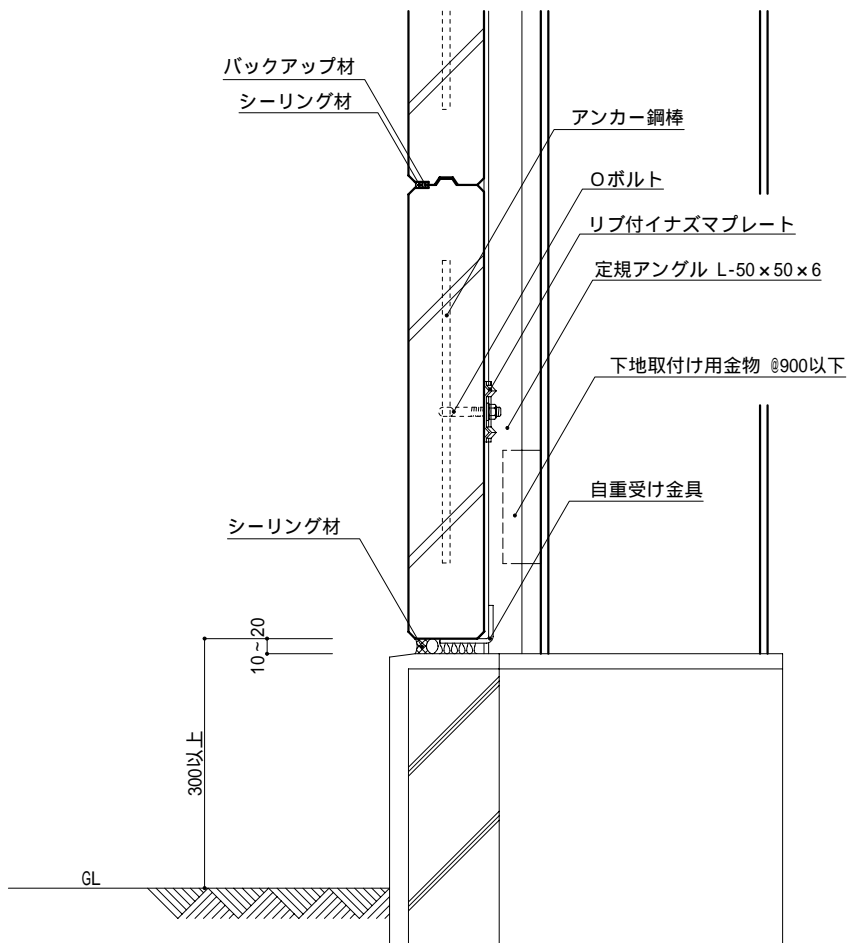 バックアップ材
シーリング材
アンカー鋼棒
Oボルト
リブ付イナズマプレート
定規アングル L-50×50×6
下地取付け用金物 @900以下
自重受け金具
シーリング材
10~20
300以上
GL